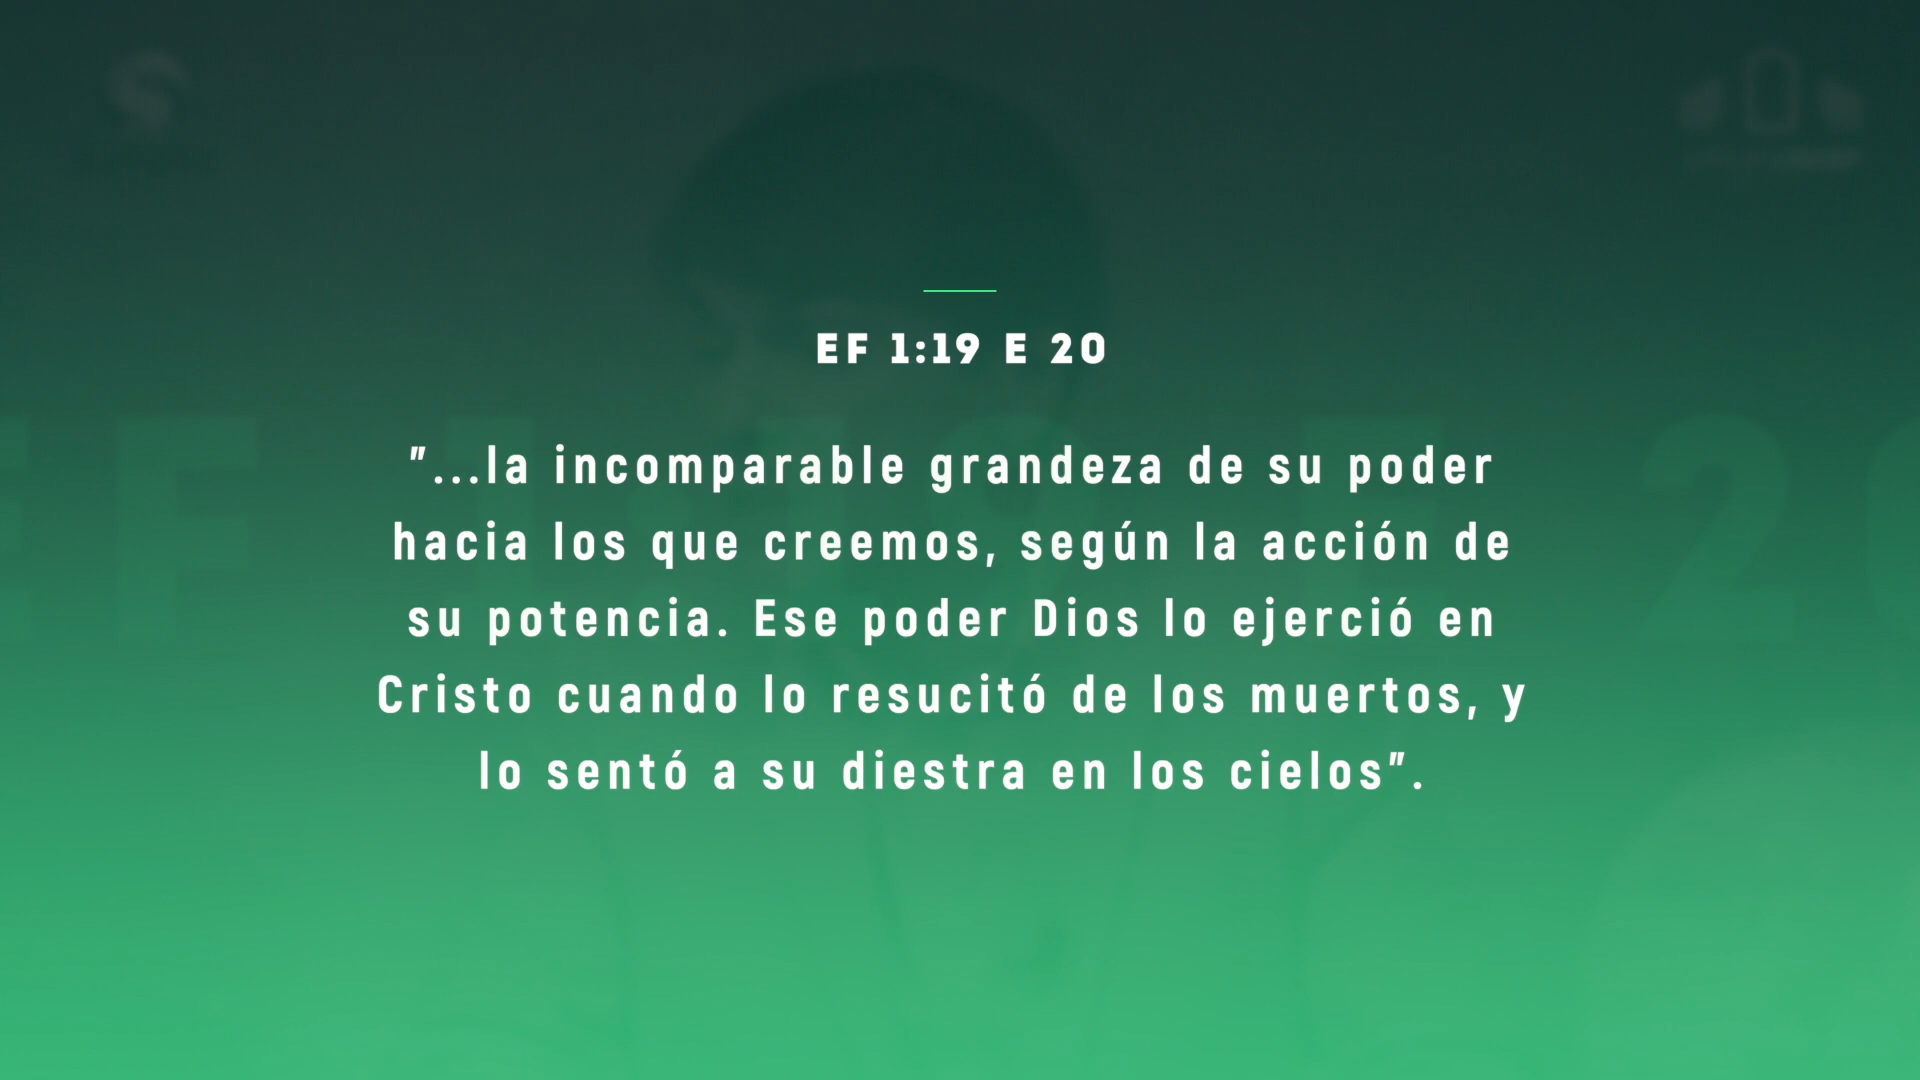 EF 1:19 E 20
"...la incomparable grandeza de su poder
hacia los que creemos, según la acción de
su potencia. Ese poder Dios lo ejerció en
Cristo cuando lo resucitó de los muertos, y
lo sentó a su diestra en los cielos".